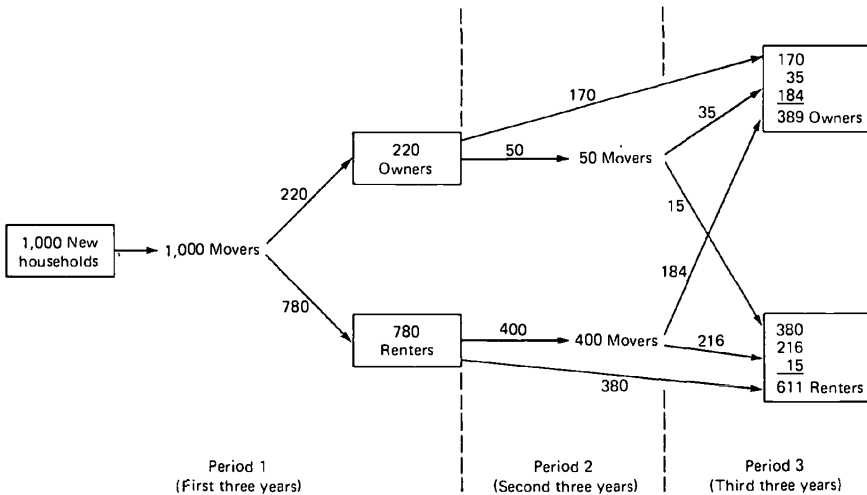 170
35
184
389 Owners
170
35
220
Owners
50
50 Movers
220
15
1,000 New
households
1,000 Movers
184
780
380
216
15
611 Renters
780
Renters
400
400 Movers
216
380
Period 1
(First three years)
Period 2
(Second three years)
Period 3
(Third three years)